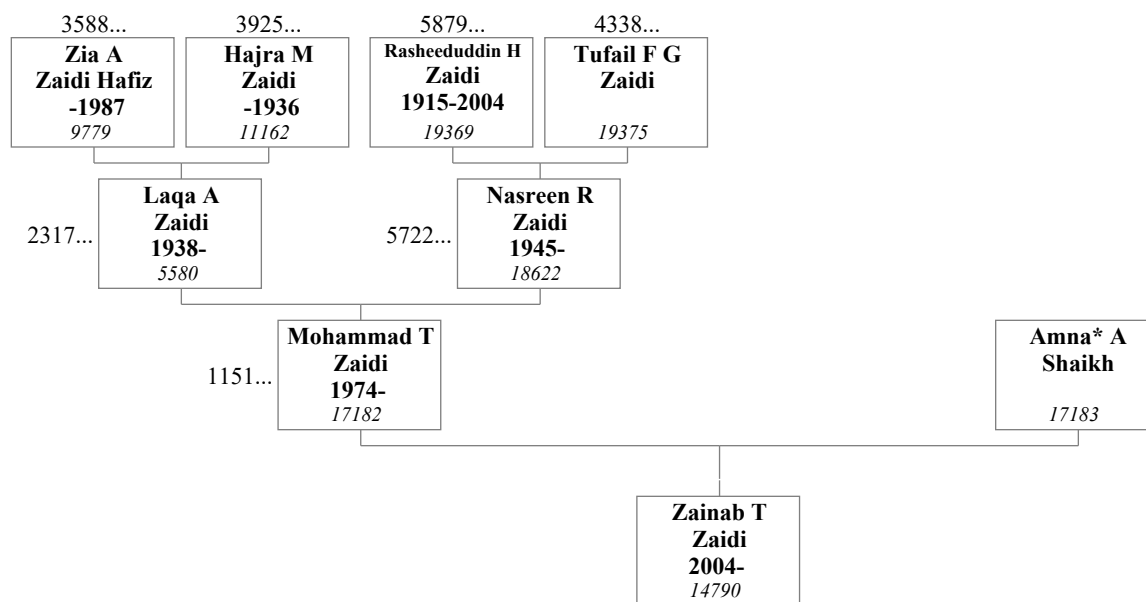 3588...
3925...
5879...
4338...
Zia A
Zaidi Hafiz
-1987
9779
Hajra M
Zaidi
-1936
11162
Rasheeduddin H
Zaidi
1915-2004
19369
Tufail F G
Zaidi
19375
2317...
Laqa A
Zaidi
1938-
5580
5722...
Nasreen R
Zaidi
1945-
18622
1151...
Mohammad T
Zaidi
1974-
17182
Amna* A
Shaikh
17183
Zainab T
Zaidi
2004-
14790